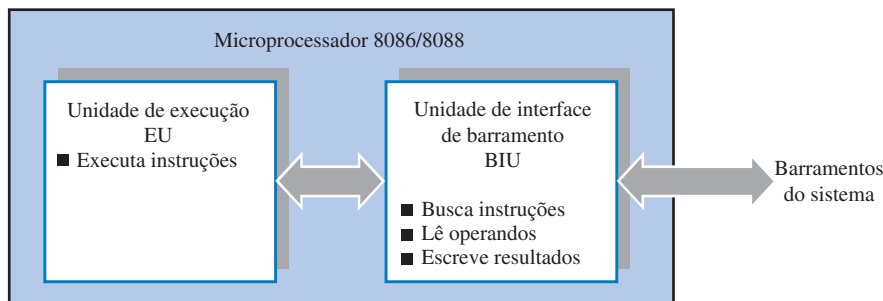 Microprocessador 8086/8088
Unidade de execução
EU
■ Executa instruções
Unidade de interface
de barramento
BIU
■ Busca instruções
■ Lê operandos
■ Escreve resultados
Barramentos
do sistema